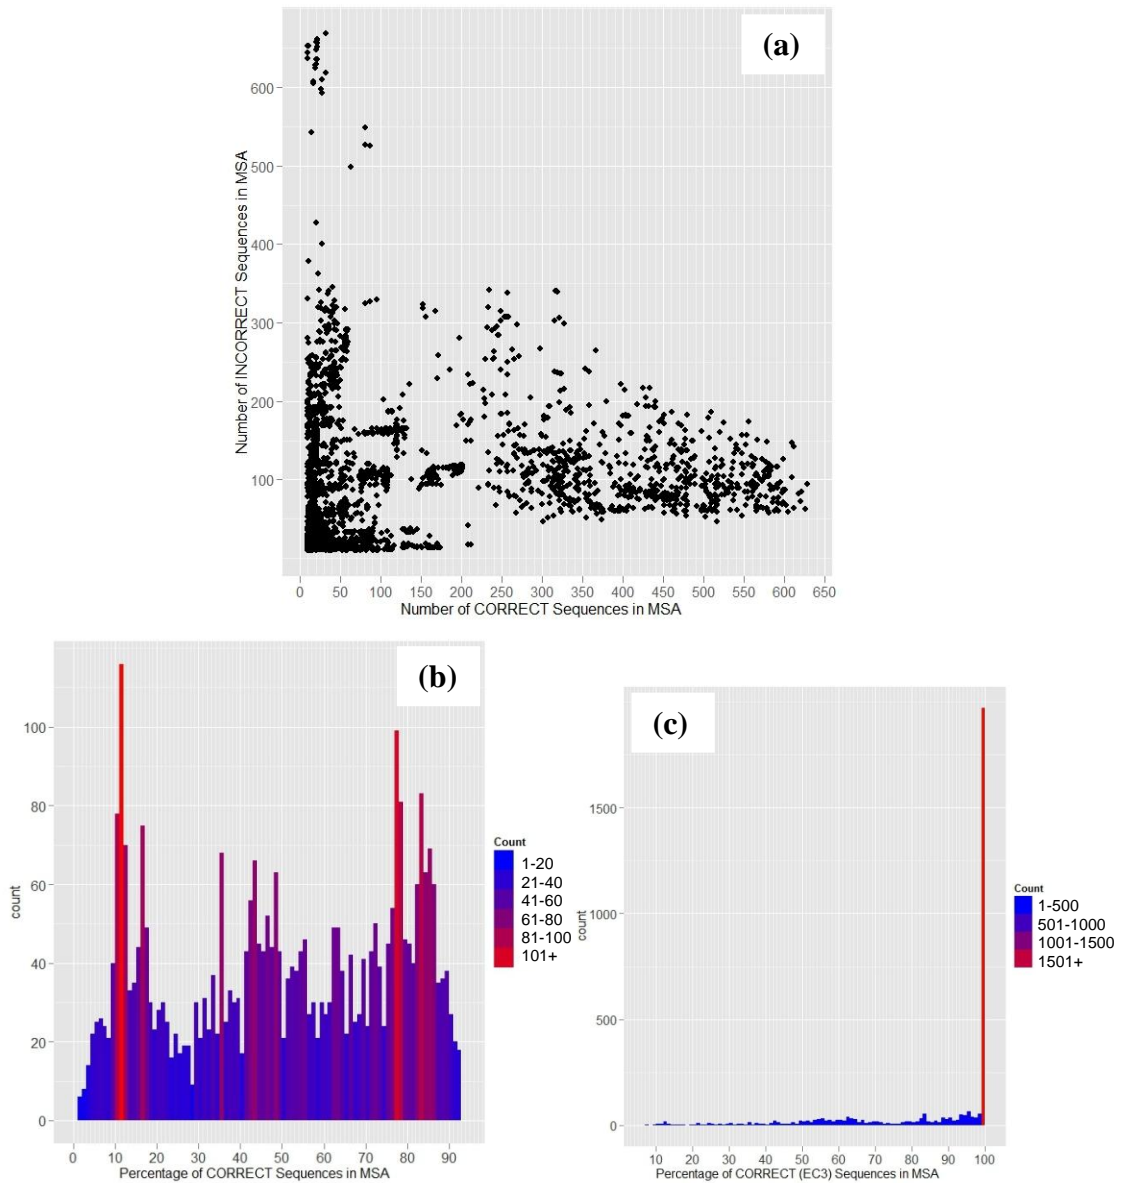 (a)
600
500
400
300
200
100
Number of INCORRECT Sequences in MSA
0 50 100 150 200 250 300 350 400 450 500 550 600 650
Number of CORRECT Sequences in MSA
(b)
100
80
60
40
20
0
count
0 10 20 30 40 50 60 70 80 90
Percentage of CORRECT Sequences in MSA
Count
1-20
21-40
41-60
61-80
81-100
101+
(c)
1500
1000
500
0
count
10 20 30 40 50 60 70 80 90 100
Percentage of CORRECT (EC3) Sequences in MSA
Count
1-500
501-1000
1001-1500
1501+